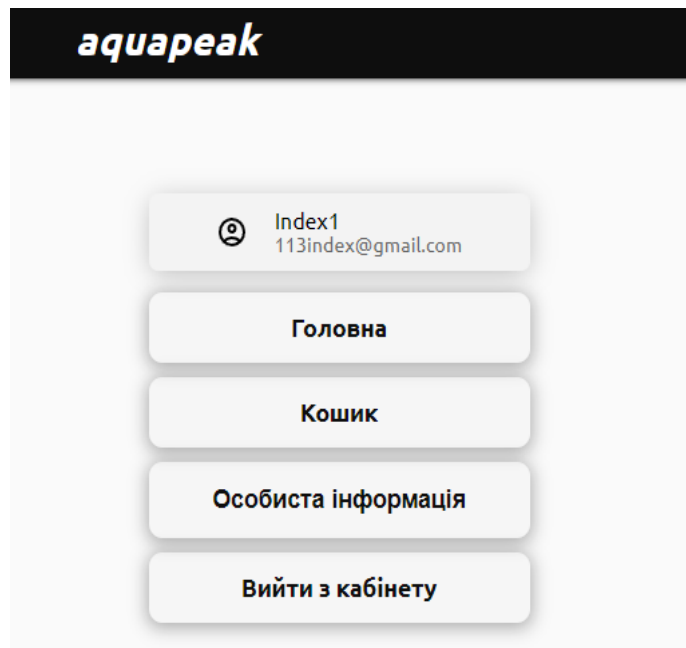 aquapeak
Index1
113index@gmail.com
Головна
Кошик
Особиста інформація
Вийти з кабінету